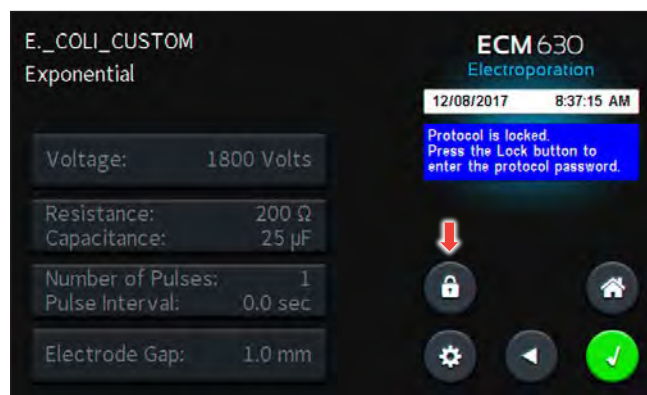 E._COLI_CUSTOM
Exponential
ECM 630
Electroporation
12/08/2017 8:37:15 AM
Protocol is locked.
Press the Lock button to
enter the protocol password.
Voltage: 1800 Volts
Resistance: 200 Ω
Capacitance: 25 µF
Number of Pulses: 1
Pulse Interval: 0.0 sec
Electrode Gap: 1.0 mm